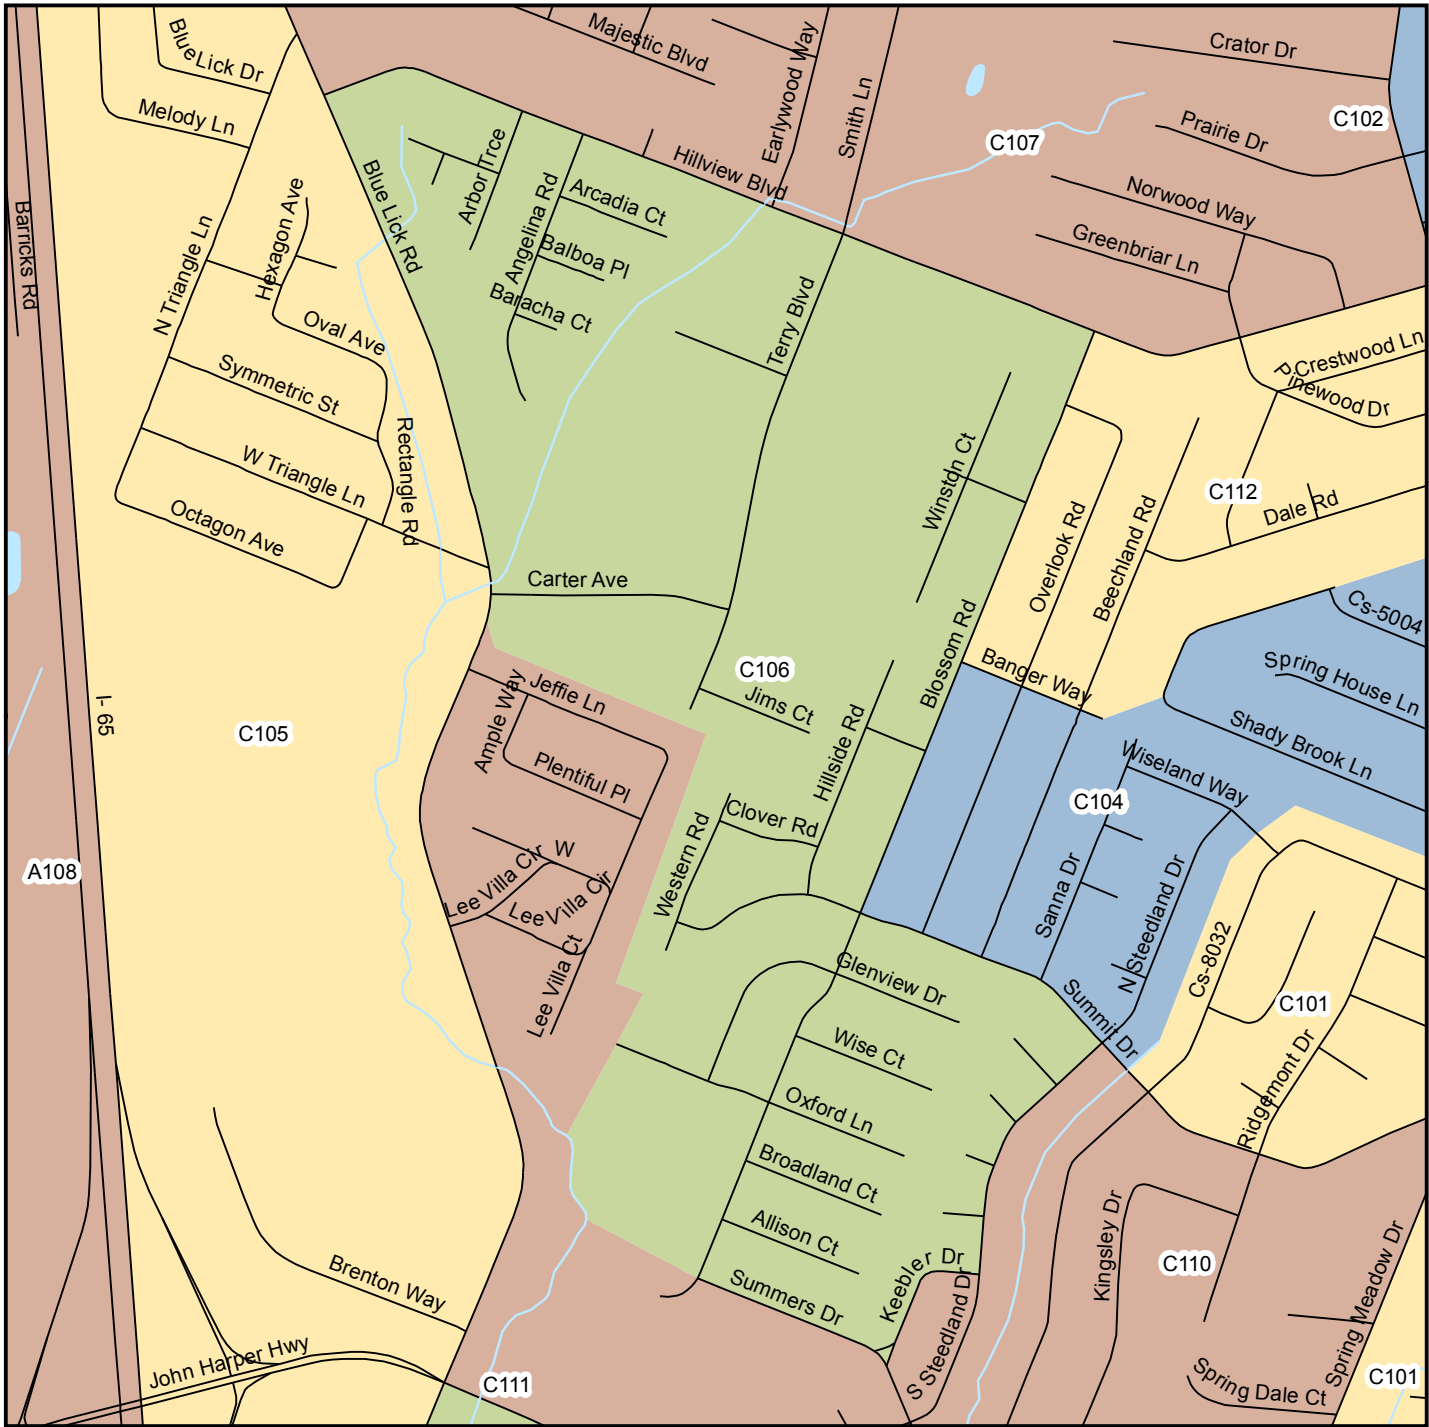 Majestic Blvd
Earlywood Way
Smith Ln
Crator Dr
Blue Lick Dr
Melody Ln
C107
C102
Prairie Dr
Hillview Blvd
Arbor Trce
Blue Lick Rd
Angelina Rd
Arcadia Ct
Balboa Pl
Baracha Ct
Norwood Way
Greenbriar Ln
Barricks Rd
N Triangle Ln
Hexagon Ave
Oval Ave
Symmetric St
W Triangle Ln
Rectangle Rd
Octagon Ave
Terry Blvd
Crestwood Ln
Pinewood Dr
Winston Ct
C112
Dale Rd
Overlook Rd
Beechland Rd
Carter Ave
Cs-5004
Blossom Rd
Banger Way
Spring House Ln
Shady Brook Ln
C106
Jims Ct
Jeffie Ln
Ample Way
Plentiful Pl
I- 65
C105
Hillside Rd
Wiseland Way
C104
Clover Rd
Western Rd
A108
Lee Villa Cir W
Lee Villa Cir
Lee Villa Ct
Sanna Dr
N Steedland Dr
Cs-8032
Glenview Dr
Summit Dr
C101
Wise Ct
Ridgemont Dr
Oxford Ln
Broadland Ct
Allison Ct
Kingsley Dr
C110
Spring Meadow Dr
Keebler Dr
Summers Dr
S Steedland Dr
Brenton Way
John Harper Hwy
C111
Spring Dale Ct
C101